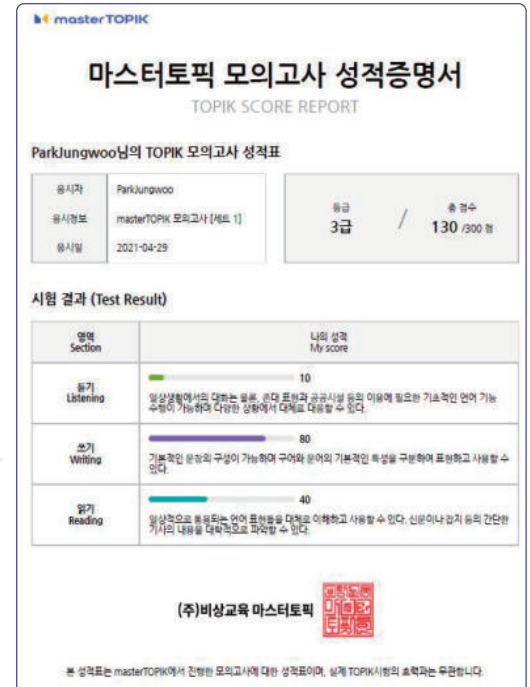 master TOPIK
마스터토픽 모의고사 성적증명서
TOPIK SCORE REPORT
ParkJungwoo님의 TOPIK 모의고사 성적표
응시자 ParkJungwoo
응시정보 masterTOPIK 모의고사 [세트 1]
응시일 2021-04-29
등급 총 점수
3급 / 130 /300 점
시험 결과 (Test Result)
영역 나의 성적
Section My score
듣기
Listening
10
일상생활에서의 대화는 물론, 존대 표현과 공공시설 등의 이용에 필요한 기초적인 언어 기능
수행이 가능하며 다양한 상황에서 대체로 대응할 수 있다.
쓰기
Writing
80
기본적인 문장의 구성이 가능하며 구어와 문어의 기본적인 특성을 구분하여 표현하고 사용할 수
있다.
읽기
Reading
40
일상적으로 통용되는 언어 표현들을 대체로 이해하고 사용할 수 있다. 신문이나 잡지 등의 간단한
기사의 내용을 대략적으로 파악할 수 있다.
(주)비상교육 마스터토픽
본 성적표는 masterTOPIK에서 진행한 모의고사에 대한 성적표이며, 실제 TOPIK시험의 효력과는 무관합니다.